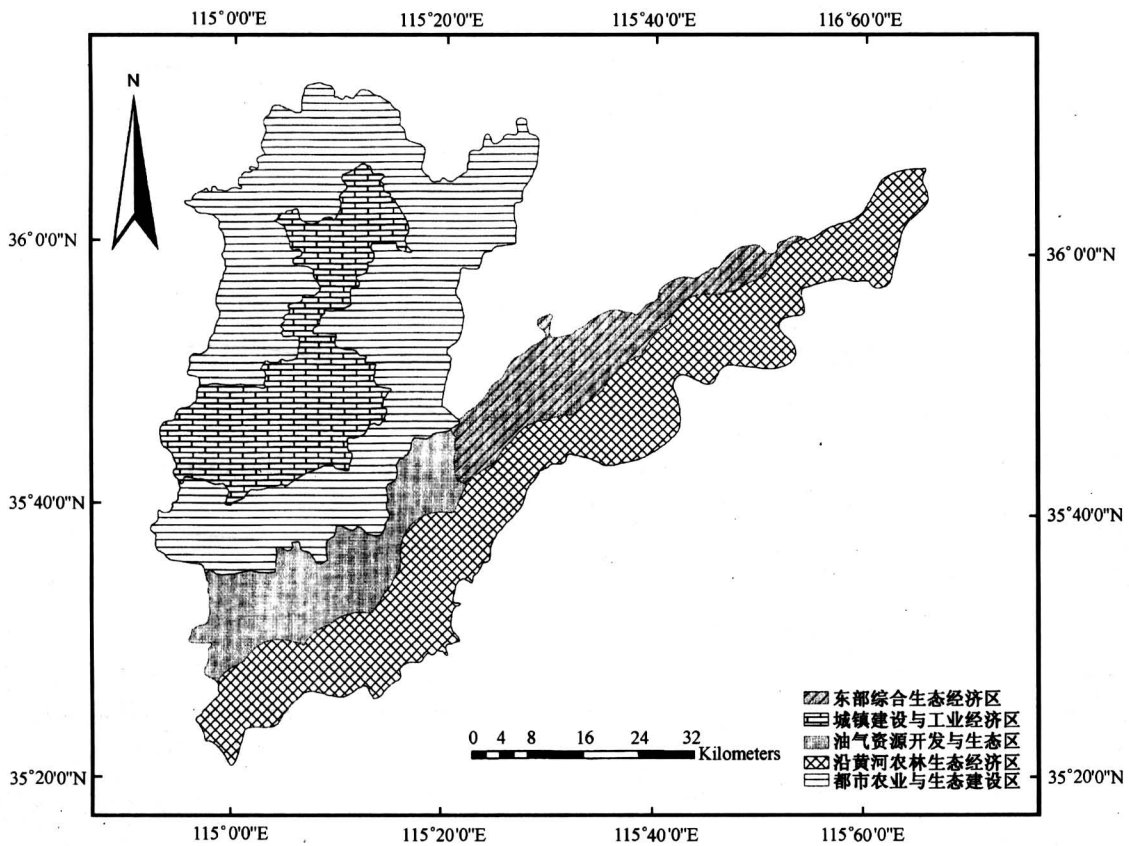 115°0'0"E 115°20'0"E 115°40'0"E 116°60'0"E
N
36°0'0"N 36°0'0"N
35°40'0"N 35°40'0"N
东部综合生态经济区
城镇建设与工业经济区
油气资源开发与生态区
沿黄河农林生态经济区
都市农业与生态建设区
0 4 8 16 24 32
Kilometers
35°20'0"N 35°20'0"N
115°0'0"E 115°20'0"E 115°40'0"E 115°60'0"E